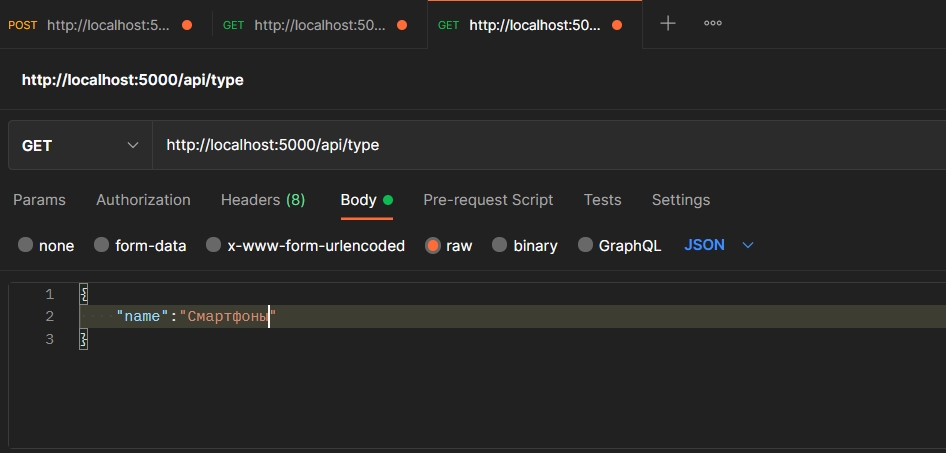 POST http://localhost:5... GET http://localhost:50... GET http://localhost:50...
http://localhost:5000/api/type
GET http://localhost:5000/api/type
Params Authorization Headers (8) Body Pre-request Script Tests Settings
none form-data x-www-form-urlencoded raw binary GraphQL JSON
1 {
2 "name":"Смартфоны"
3 }